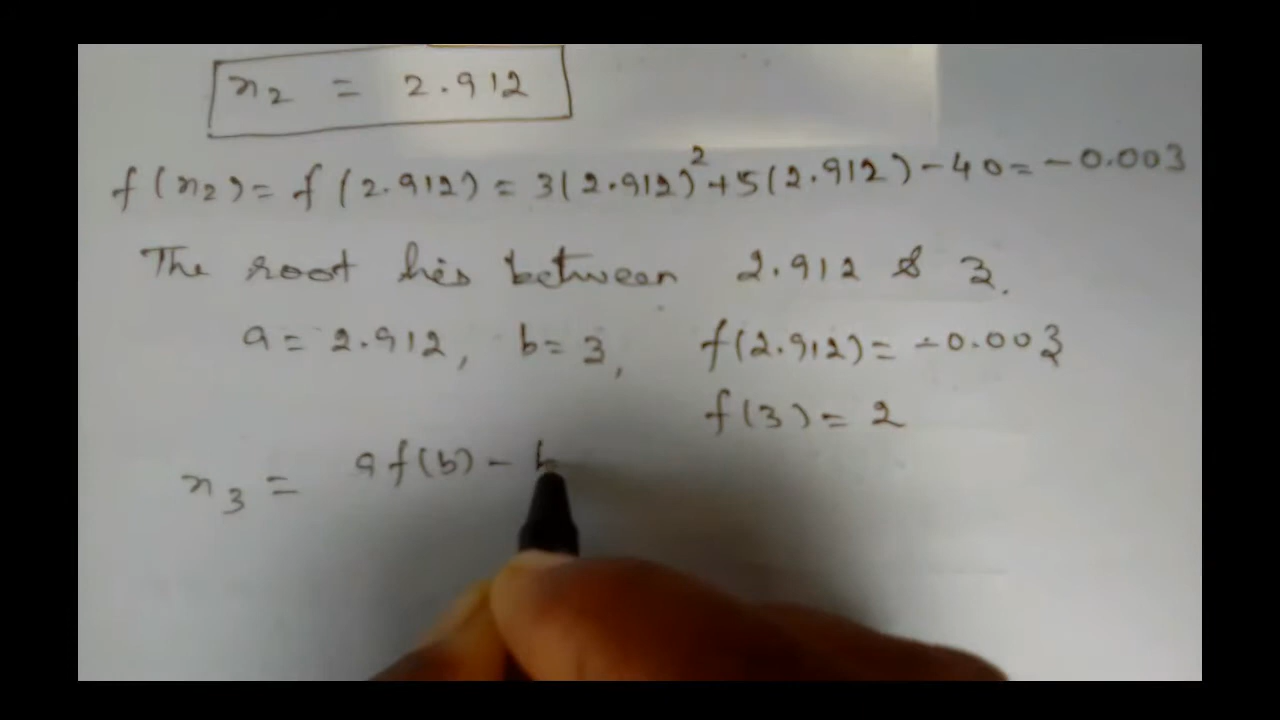 x₂ = 2.912
f(x₂) = f(2.912) = 3(2.912)² + 5(2.912) - 40 = -0.003
The root lies between 2.912 & 3.
a = 2.912, b = 3, f(2.912) = -0.003
f(3) = 2
x₃ = a f(b) - b